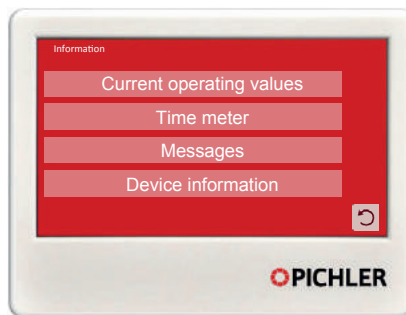 Information
Current operating values
Time meter
Messages
Device information
PICHLER